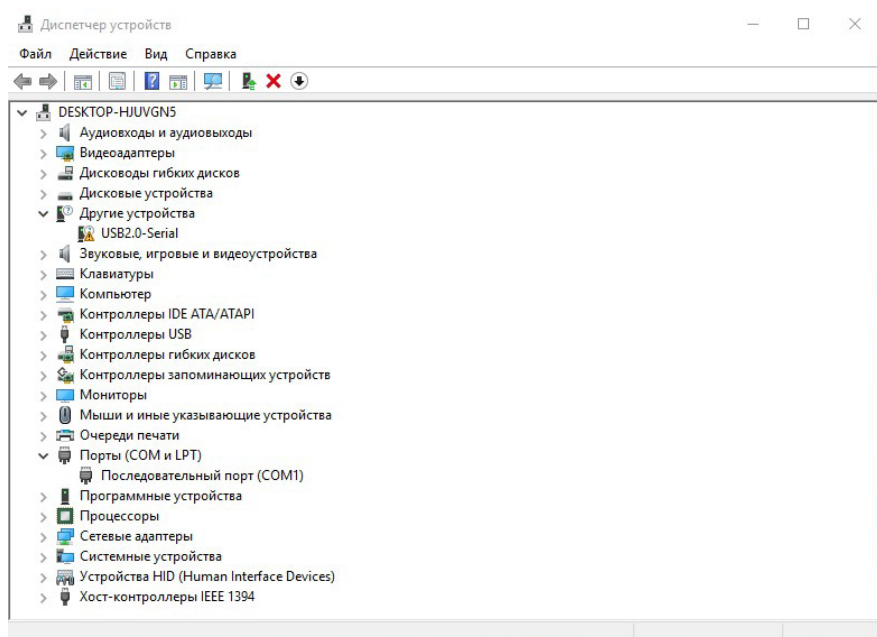 Диспетчер устройств
Файл Действие Вид Справка
DESKTOP-HJUVGN5
Аудиовходы и аудиовыходы
Видеоадаптеры
Дисководы гибких дисков
Дисковые устройства
Другие устройства
USB2.0-Serial
Звуковые, игровые и видеоустройства
Клавиатуры
Компьютер
Контроллеры IDE ATA/ATAPI
Контроллеры USB
Контроллеры гибких дисков
Контроллеры запоминающих устройств
Мониторы
Мыши и иные указывающие устройства
Очереди печати
Порты (COM и LPT)
Последовательный порт (COM1)
Программные устройства
Процессоры
Сетевые адаптеры
Системные устройства
Устройства HID (Human Interface Devices)
Хост-контроллеры IEEE 1394